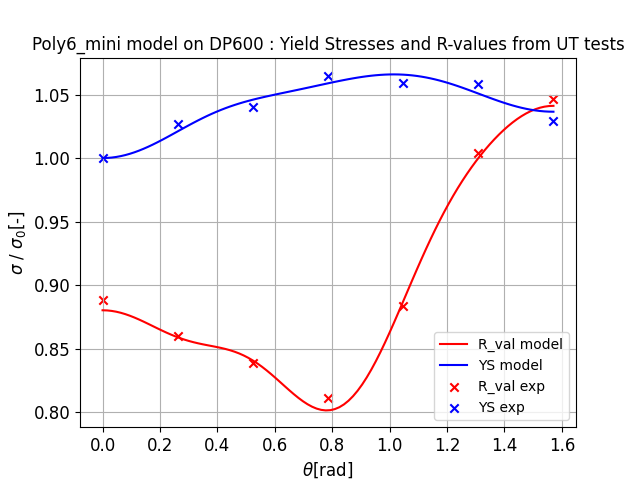 Poly6_mini model on DP600 : Yield Stresses and R-values from UT tests
1.05
1.00
0.95
0.90
0.85
0.80
σ / σ0[-]
R_val model
YS model
R_val exp
YS exp
0.0 0.2 0.4 0.6 0.8 1.0 1.2 1.4 1.6
θ[rad]